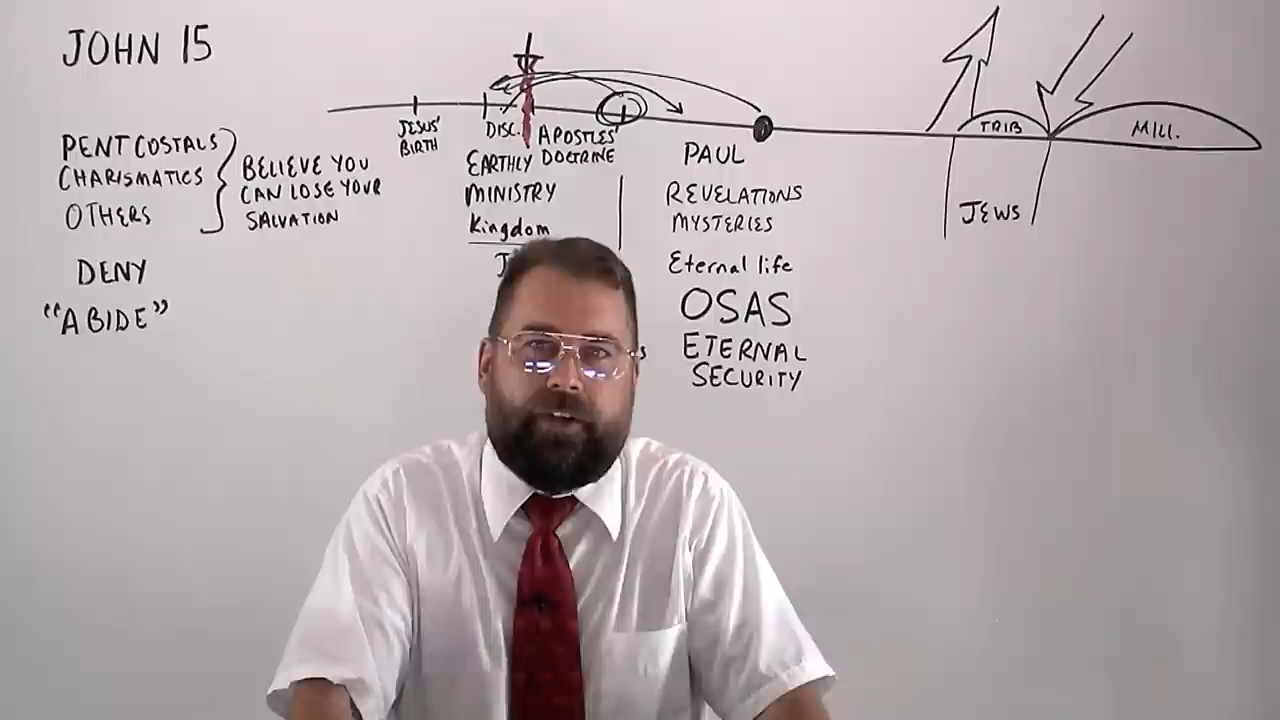 JOHN 15
PENTCOSTALS
CHARISMATICS
OTHERS
BELIEVE YOU
CAN LOSE YOUR
SALVATION
DENY
"ABIDE"
JESUS'
BIRTH
DISC.
EARTHLY
MINISTRY
Kingdom
J
APOSTLES'
DOCTRINE
s
PAUL
REVELATIONS
MYSTERIES
Eternal life
OSAS
ETERNAL
SECURITY
TRIB
JEWS
MILL.